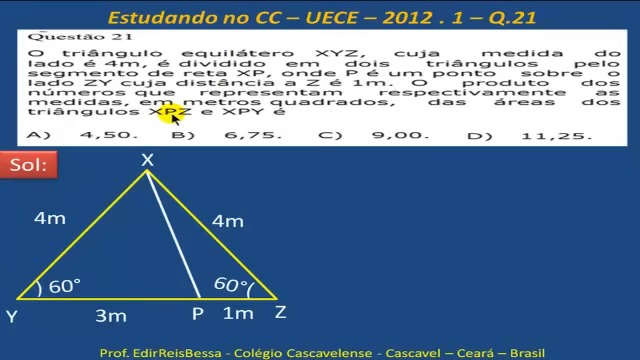 Estudando no CC – UECE – 2012 . 1 – Q.21
Questão 21
O triângulo equilátero XYZ, cuja medida do
lado é 4m, é dividido em dois triângulos pelo
segmento de reta XP, onde P é um ponto sobre o
lado ZY cuja distância a Z é 1m. O produto dos
números que representam respectivamente as
medidas, em metros quadrados, das áreas dos
triângulos XPZ e XPY é
A) 4,50. B) 6,75. C) 9,00. D) 11,25.
Sol:
X
4m 4m
60° 60°
Y 3m P 1m Z
Prof. EdirReisBessa - Colégio Cascavelense - Cascavel – Ceará – Brasil